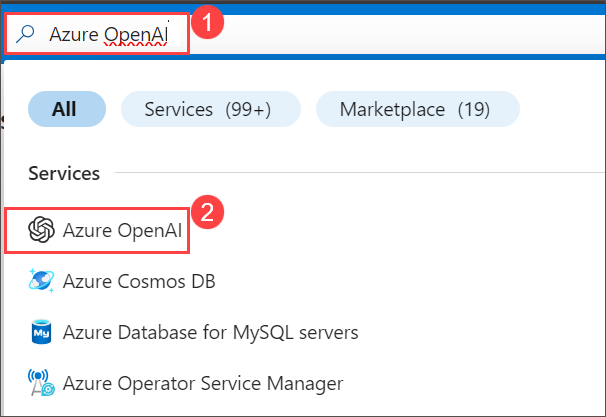 Azure OpenAI
1
All
Services (99+)
Marketplace (19)
Services
Azure OpenAI
2
Azure Cosmos DB
My
Azure Database for MySQL servers
Azure Operator Service Manager